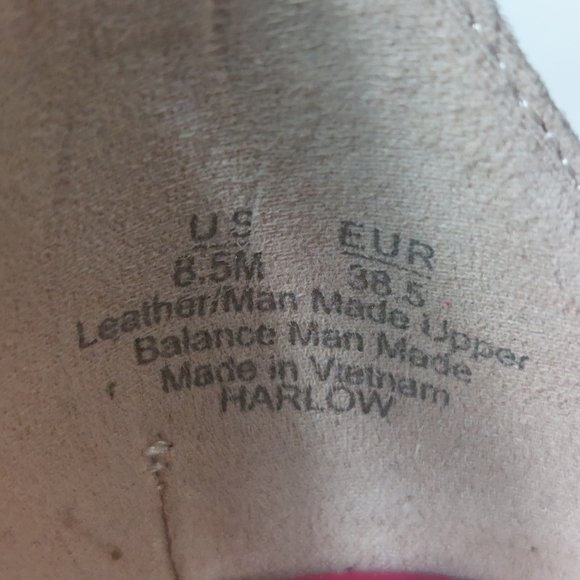 US EUR
8.5M 38.5
Leather/Man Made Upper
Balance Man Made
Made in Vietnam
HARLOW